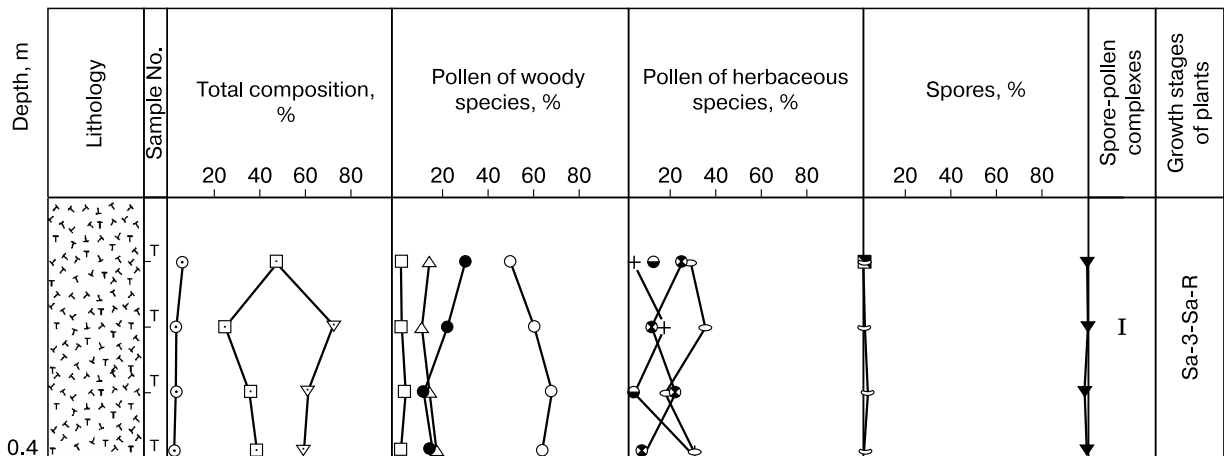 Depth, m
Lithology
Sample No.
Total composition,
%
20 40 60 80
Pollen of woody
species, %
20 40 60 80
Pollen of herbaceous
species, %
20 40 60 80
Spores, %
20 40 60 80
Spore-pollen
complexes
Growth stages
of plants
T
T
T
T
0.4
I
Sa-3-Sa-R